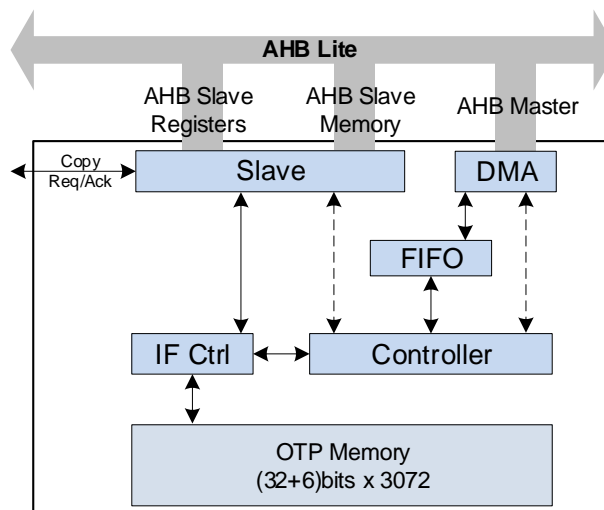 AHB Lite
AHB Slave
Registers
AHB Slave
Memory
AHB Master
Copy
Req/Ack
Slave
DMA
FIFO
IF Ctrl
Controller
OTP Memory
(32+6)bits x 3072